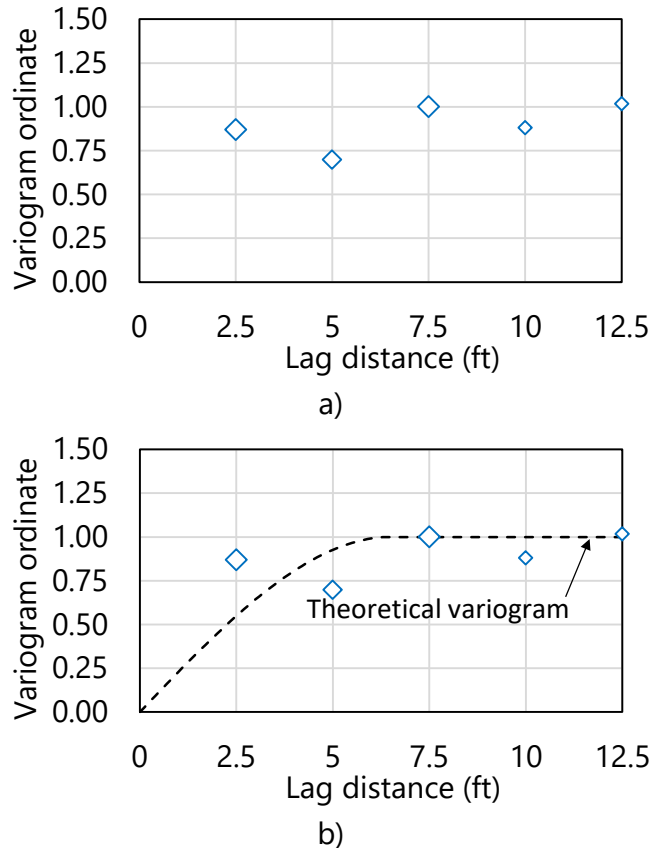 1.50
1.25
1.00
0.75
0.50
0.25
0.00
Variogram ordinate
0 2.5 5 7.5 10 12.5
Lag distance (ft)
a)
1.50
1.25
1.00
0.75
0.50
0.25
0.00
Variogram ordinate
Theoretical variogram
0 2.5 5 7.5 10 12.5
Lag distance (ft)
b)